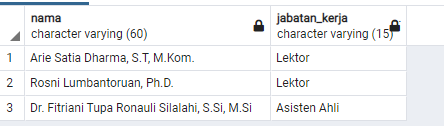 nama jabatan_kerja
character varying (60) character varying (15)
1 Arie Satia Dharma, S.T, M.Kom. Lektor
2 Rosni Lumbantoruan, Ph.D. Lektor
3 Dr. Fitriani Tupa Ronauli Silalahi, S.Si, M.Si Asisten Ahli